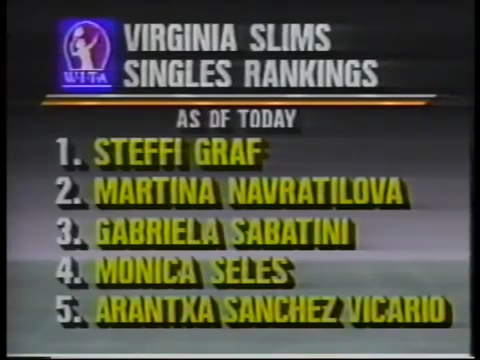 WITA
VIRGINIA SLIMS
SINGLES RANKINGS
AS OF TODAY
1. STEFFI GRAF
2. MARTINA NAVRATILOVA
3. GABRIELA SABATINI
4. MONICA SELES
5. ARANTXA SANCHEZ VICARIO